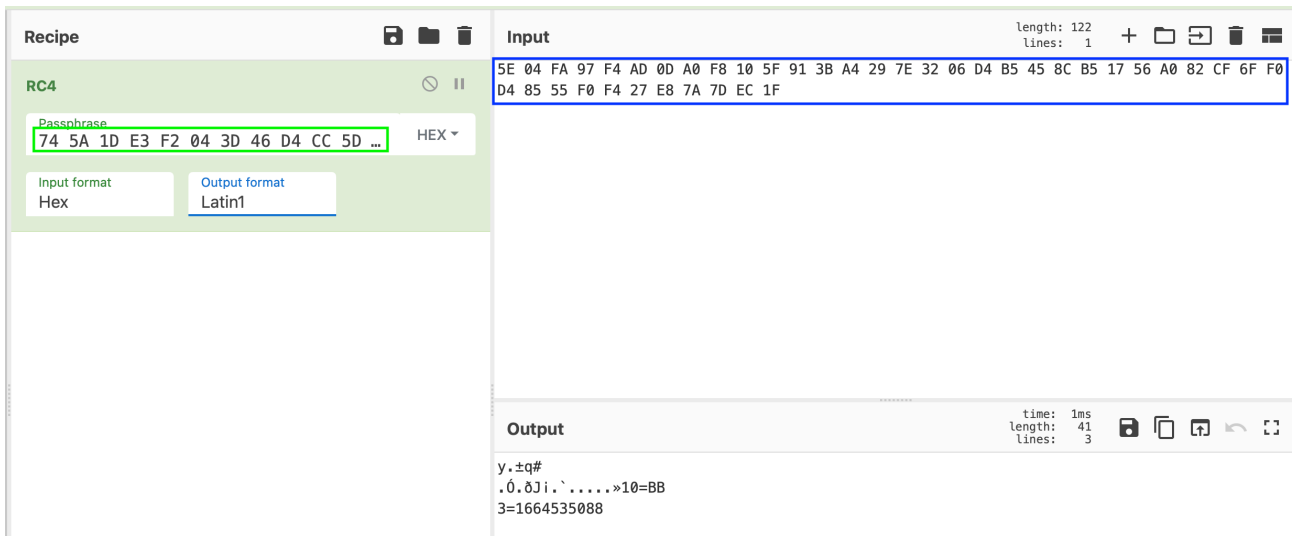 Recipe
RC4
Passphrase
74 5A 1D E3 F2 04 3D 46 D4 CC 5D …
HEX
Input format
Hex
Output format
Latin1
Input
length: 122
lines: 1
5E 04 FA 97 F4 AD 0D A0 F8 10 5F 91 3B A4 29 7E 32 06 D4 B5 45 8C B5 17 56 A0 82 CF 6F F0
D4 85 55 F0 F4 27 E8 7A 7D EC 1F
Output
time: 1ms
length: 41
lines: 3
y.±q#
.Ó.ðJ¡.`.....»10=BB
3=1664535088